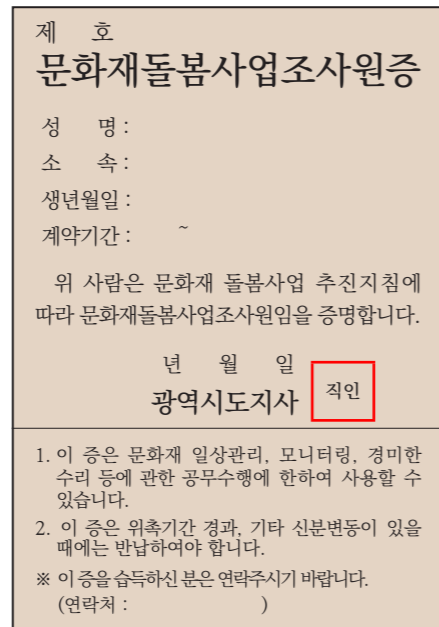 제 호
문화재돌봄사업조사원증
성 명 :
소 속 :
생년월일 :
계약기간 : ~
위 사람은 문화재 돌봄사업 추진지침에
따라 문화재돌봄사업조사원임을 증명합니다.
년 월 일
광역시도지사 직인
1. 이 증은 문화재 일상관리, 모니터링, 경미한
수리 등에 관한 공무수행에 한하여 사용할 수
있습니다.
2. 이 증은 위촉기간 경과, 기타 신분변동이 있을
때에는 반납하여야 합니다.
※ 이 증을 습득하신 분은 연락주시기 바랍니다.
(연락처 : )